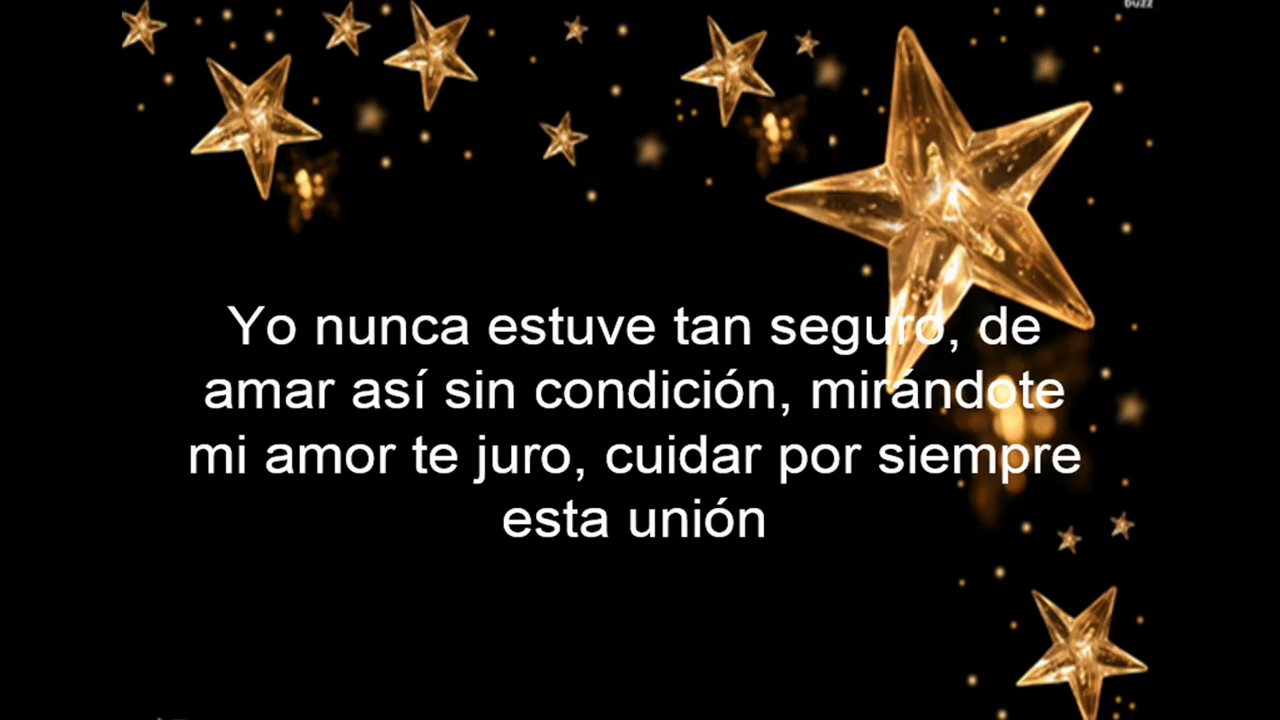 buzz
Yo nunca estuve tan seguro, de
amar así sin condición, mirándote
mi amor te juro, cuidar por siempre
esta unión